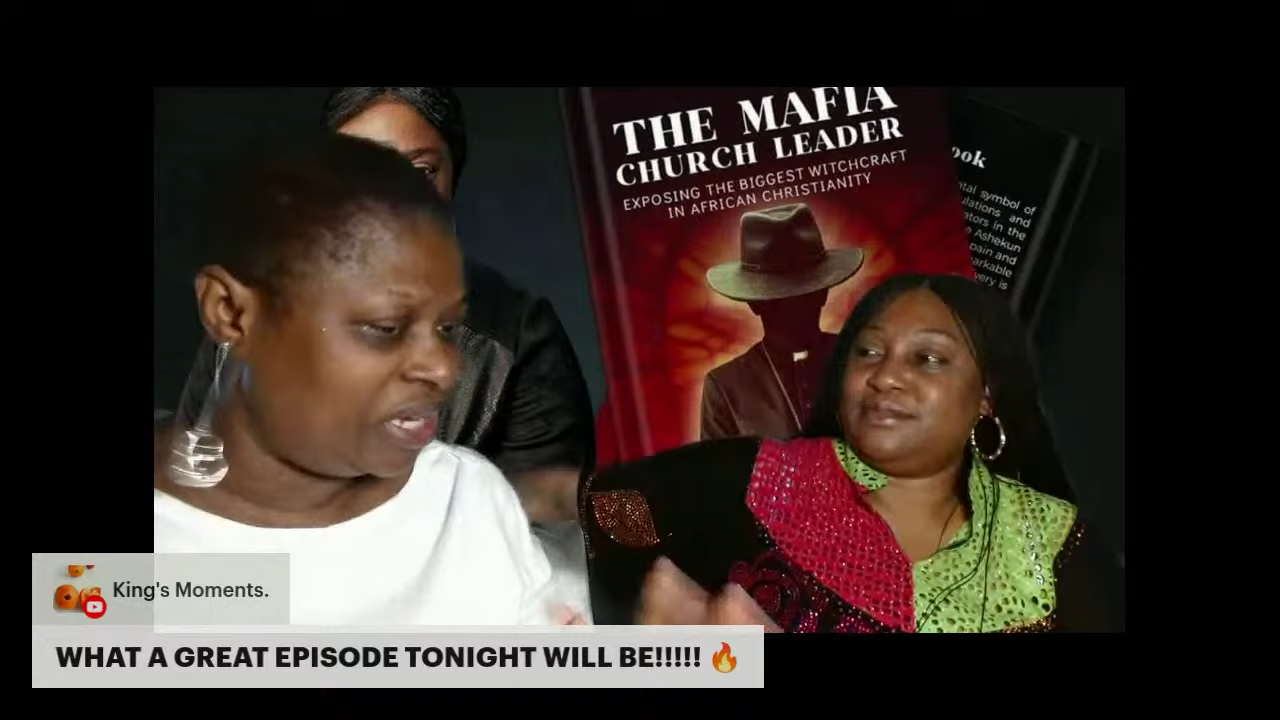 THE MAFIA
CHURCH LEADER
EXPOSING THE BIGGEST WITCHCRAFT
IN AFRICAN CHRISTIANITY
ook
ntal symbol of
ulations and
ators in the
Ashekun
pain and
arkable
very is
King's Moments.
WHAT A GREAT EPISODE TONIGHT WILL BE!!!!! 🔥